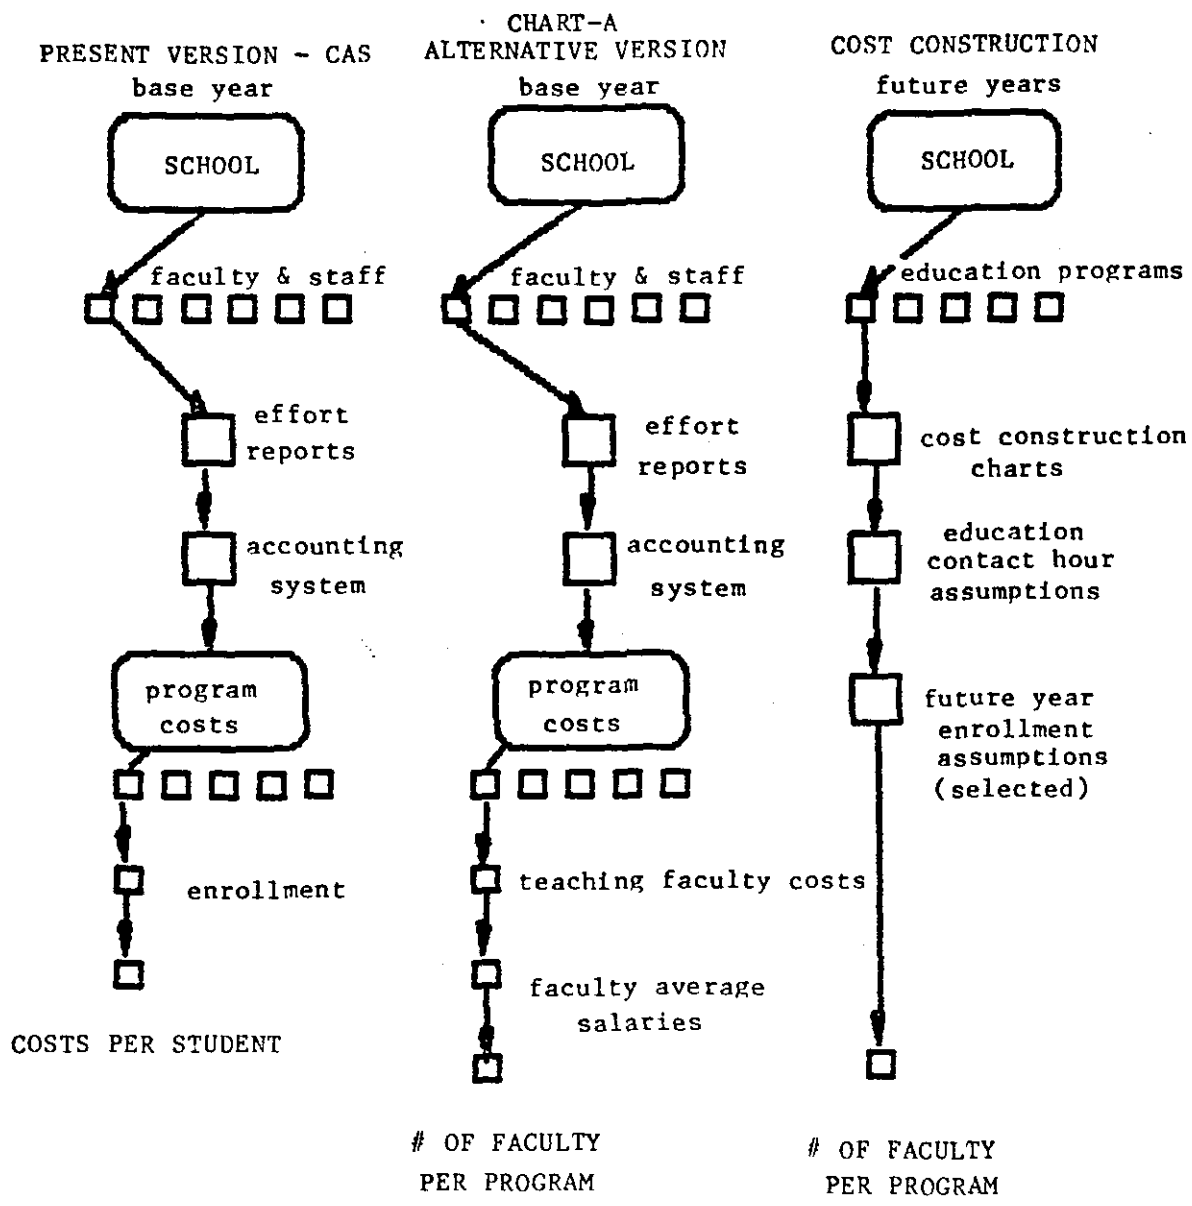 CHART-A
PRESENT VERSION - CAS
base year
SCHOOL
faculty & staff
effort
reports
accounting
system
program
costs
enrollment
COSTS PER STUDENT
ALTERNATIVE VERSION
base year
SCHOOL
faculty & staff
effort
reports
accounting
system
program
costs
teaching faculty costs
faculty average
salaries
# OF FACULTY
PER PROGRAM
COST CONSTRUCTION
future years
SCHOOL
education programs
cost construction
charts
education
contact hour
assumptions
future year
enrollment
assumptions
(selected)
# OF FACULTY
PER PROGRAM